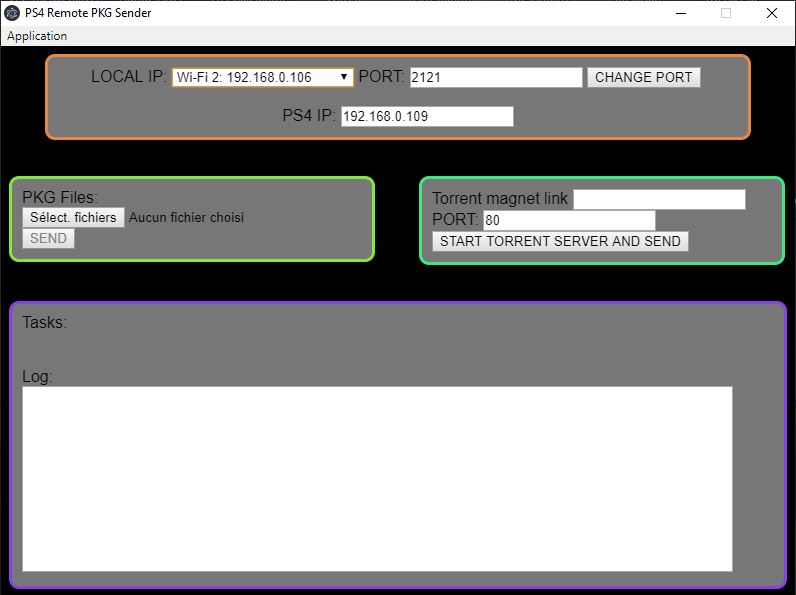 PS4 Remote PKG Sender
Application
LOCAL IP: Wi-Fi 2: 192.168.0.106 PORT: 2121 CHANGE PORT
PS4 IP: 192.168.0.109
PKG Files:
Sélect. fichiers Aucun fichier choisi
SEND
Torrent magnet link
PORT: 80
START TORRENT SERVER AND SEND
Tasks:
Log: